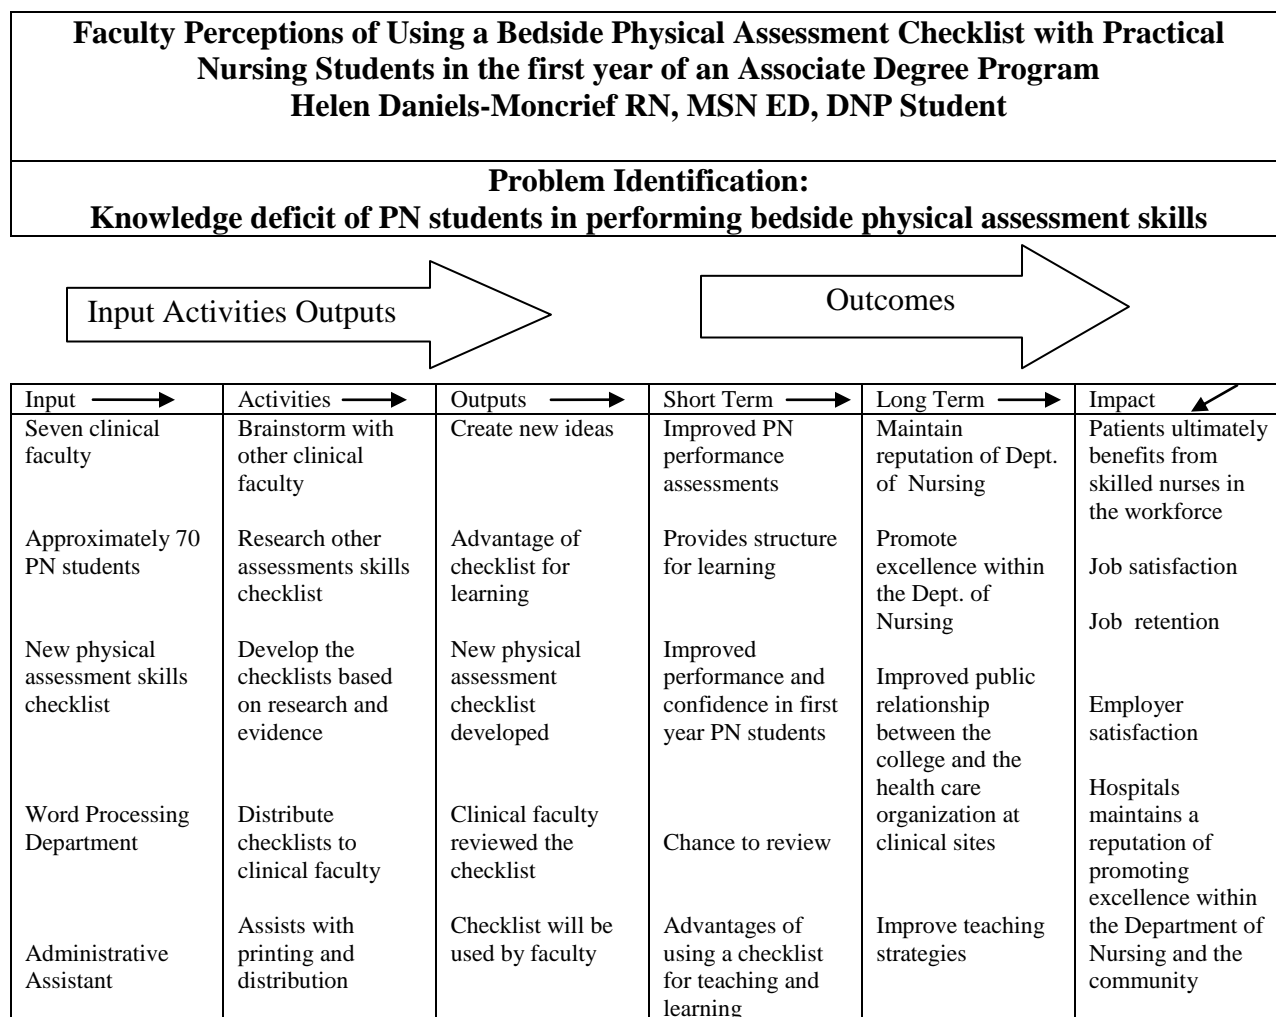 Faculty Perceptions of Using a Bedside Physical Assessment Checklist with Practical
Nursing Students in the first year of an Associate Degree Program
Helen Daniels-Moncrief RN, MSN ED, DNP Student
Problem Identification:
Knowledge deficit of PN students in performing bedside physical assessment skills
Input Activities Outputs
Outcomes
Input
Seven clinical
faculty
Approximately 70
PN students
New physical
assessment skills
checklist
Word Processing
Department
Administrative
Assistant
Activities
Brainstorm with
other clinical
faculty
Research other
assessments skills
checklist
Develop the
checklists based
on research and
evidence
Distribute
checklists to
clinical faculty
Assists with
printing and
distribution
Outputs
Create new ideas
Advantage of
checklist for
learning
New physical
assessment
checklist
developed
Clinical faculty
reviewed the
checklist
Checklist will be
used by faculty
Short Term
Improved PN
performance
assessments
Provides structure
for learning
Improved
performance and
confidence in first
year PN students
Chance to review
Advantages of
using a checklist
for teaching and
learning
Long Term
Maintain
reputation of Dept.
of Nursing
Promote
excellence within
the Dept. of
Nursing
Improved public
relationship
between the
college and the
health care
organization at
clinical sites
Improve teaching
strategies
Impact
Patients ultimately
benefits from
skilled nurses in
the workforce
Job satisfaction
Job retention
Employer
satisfaction
Hospitals
maintains a
reputation of
promoting
excellence within
the Department of
Nursing and the
community